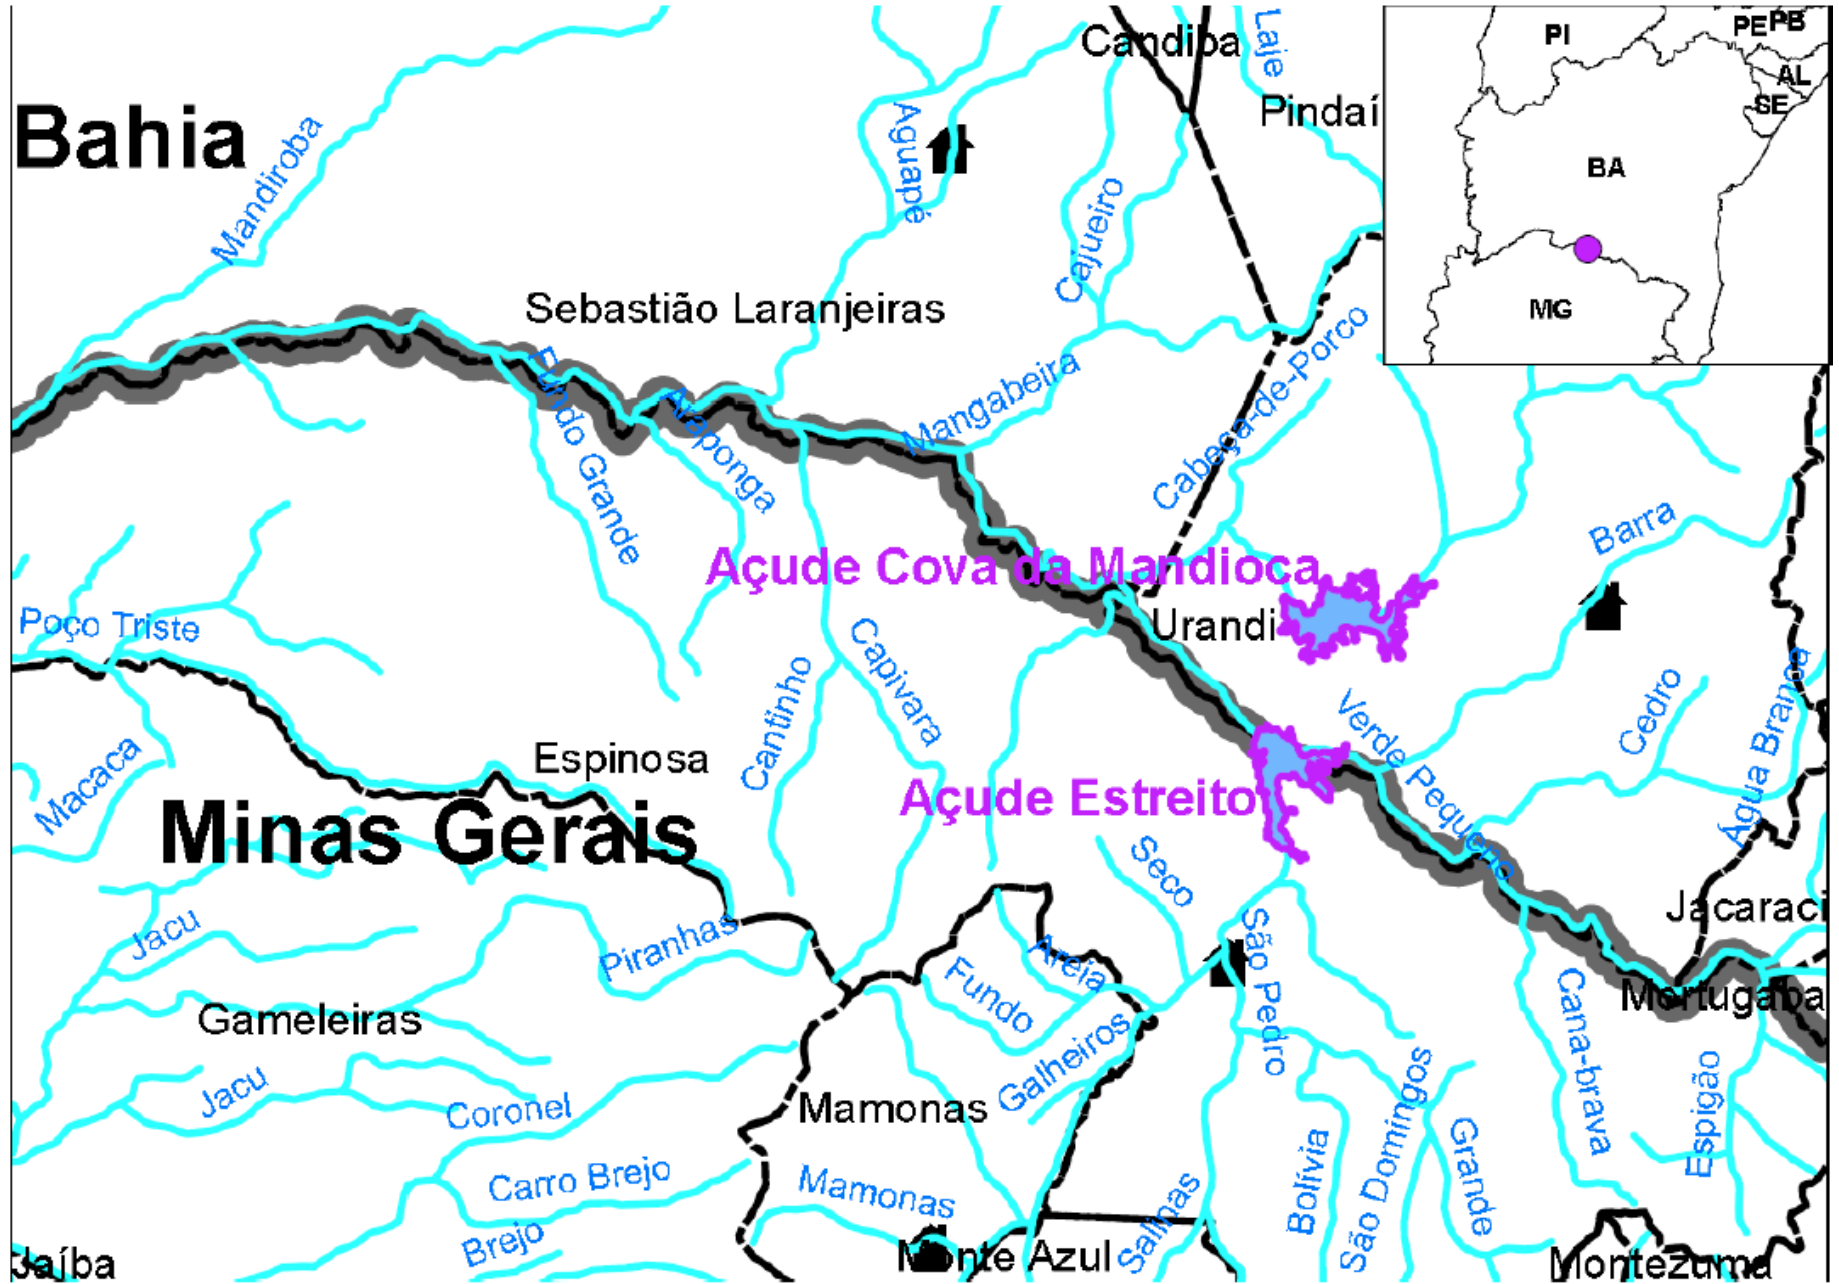 Candiba
Laje
Pindaí
PI
PE
PB
AL
SE
BA
MG
Bahia
Mandiroba
Aguapé
Cajueiro
Sebastião Laranjeiras
Mangabeira
Cabeça-de-Porco
Fundo Grande
Araponga
Açude Cova da Mandioca
Barra
Urandi
Poço Triste
Capivara
Cantinho
Verde Pequeno
Cedro
Água Branca
Macaca
Espinosa
Açude Estreito
Minas Gerais
Seco
Jacaraci
Jacu
Piranhas
Areia
Fundo
São Pedro
Mortugaba
Gameleiras
Galheiros
Cana-brava
Jacu
Coronel
Mamonas
São Domingos
Bolívia
Grande
Espigão
Carro Brejo
Mamonas
Salinas
Brejo
Jaíba
Monte Azul
Montezuma